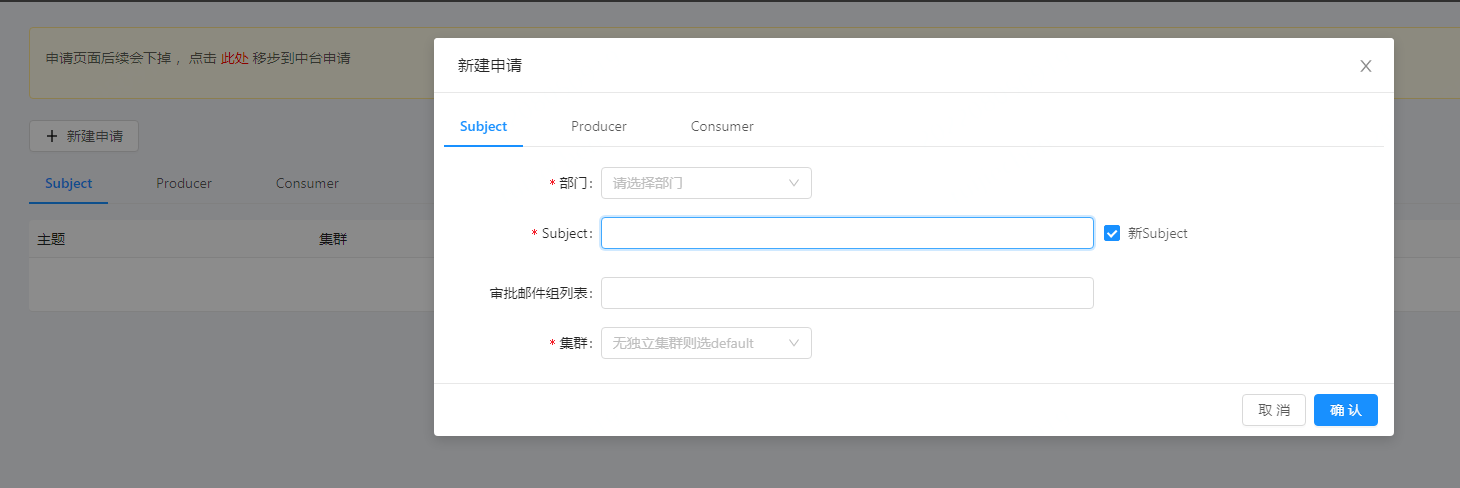 申请页面后续会下掉 ，点击 此处 移步到中台申请
新建申请
Subject Producer Consumer
主题 集群
新建申请
Subject Producer Consumer
* 部门： 请选择部门
* Subject： 新Subject
审批邮件组列表：
* 集群： 无独立集群则选default
取 消 确 认